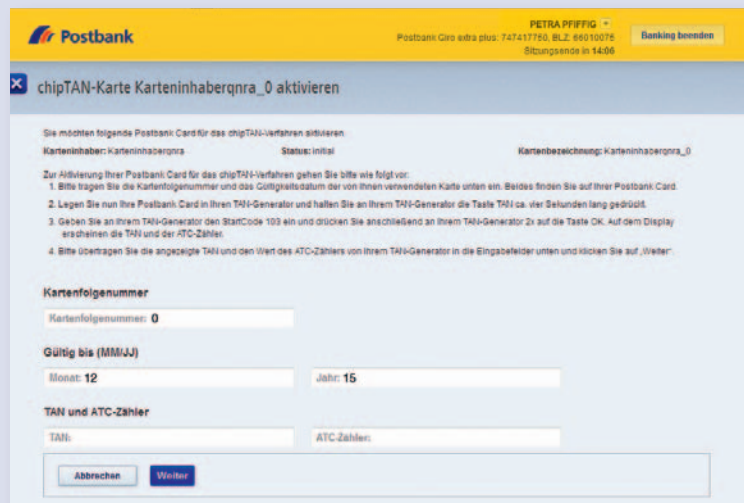 Postbank
PETRA PFIFFIG
Postbank Giro extra plus: 747417760, BLZ: 66010075
Sitzungsende in 14:06
Banking beenden
chipTAN-Karte Karteninhaberqnra_0 aktivieren
Sie möchten folgende Postbank Card für das chipTAN-Verfahren aktivieren.
Karteninhaber: Karteninhaberqnra Status: initial Kartenbezeichnung: Karteninhaberqnra_0
Zur Aktivierung Ihrer Postbank Card für das chipTAN-Verfahren gehen Sie bitte wie folgt vor:
1. Bitte tragen Sie die Kartenfolgenummer und das Gültigkeitsdatum der von Ihnen verwendeten Karte unten ein. Beides finden Sie auf Ihrer Postbank Card.
2. Legen Sie nun Ihre Postbank Card in Ihren TAN-Generator und halten Sie an Ihrem TAN-Generator die Taste TAN ca. vier Sekunden lang gedrückt.
3. Geben Sie an Ihrem TAN-Generator den StartCode 103 ein und drücken Sie anschließend an Ihrem TAN-Generator 2x auf die Taste OK. Auf dem Display
erscheinen die TAN und der ATC-Zähler.
4. Bitte übertragen Sie die angezeigte TAN und den Wert des ATC-Zählers von Ihrem TAN-Generator in die Eingabefelder unten und klicken Sie auf „Weiter".
Kartenfolgenummer
Kartenfolgenummer: 0
Gültig bis (MM/JJ)
Monat: 12 Jahr: 15
TAN und ATC-Zähler
TAN: ATC-Zähler:
Abbrechen Weiter